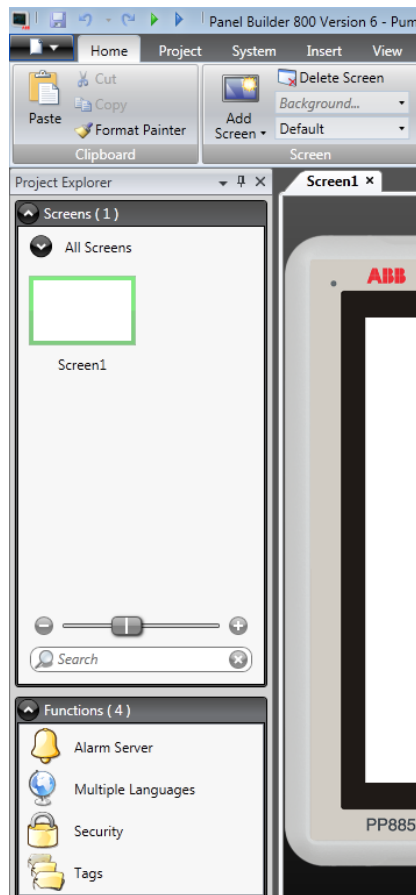 Panel Builder 800 Version 6 - Pum
Home Project System Insert View
Paste
Cut
Copy
Format Painter
Clipboard
Add
Screen
Delete Screen
Background...
Default
Screen
Project Explorer
Screen1
Screens ( 1 )
All Screens
Screen1
Search
Functions ( 4 )
Alarm Server
Multiple Languages
Security
Tags
ABB
PP885